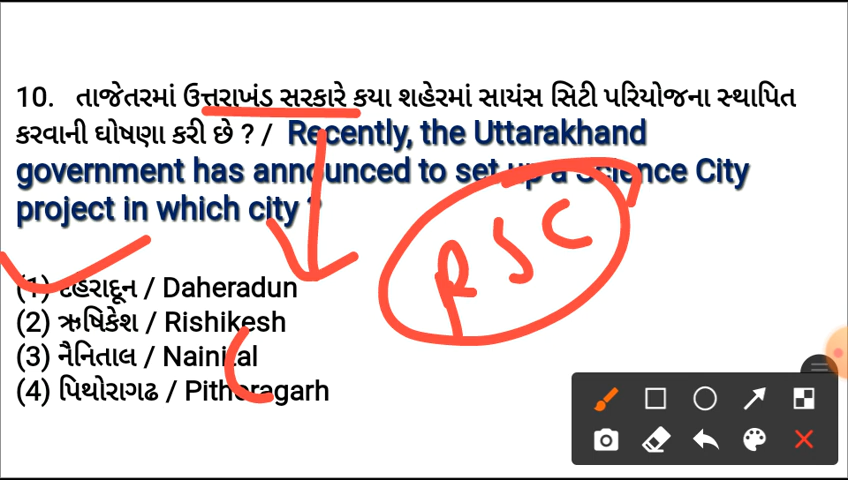 10. તાજેતરમાં ઉત્તરાખંડ સરકારે કયા શહેરમાં સાયંસ સિટી પરિયોજના સ્થાપિત
કરવાની ઘોષણા કરી છે ? / Recently, the Uttarakhand
government has announced to set up a Science City
project in which city ?
RSC
(1) દહેરાદૂન / Daheradun
(2) ઋષિકેશ / Rishikesh
(3) નૈનિતાલ / Nainital
(4) પિથોરાગઢ / Pithoragarh